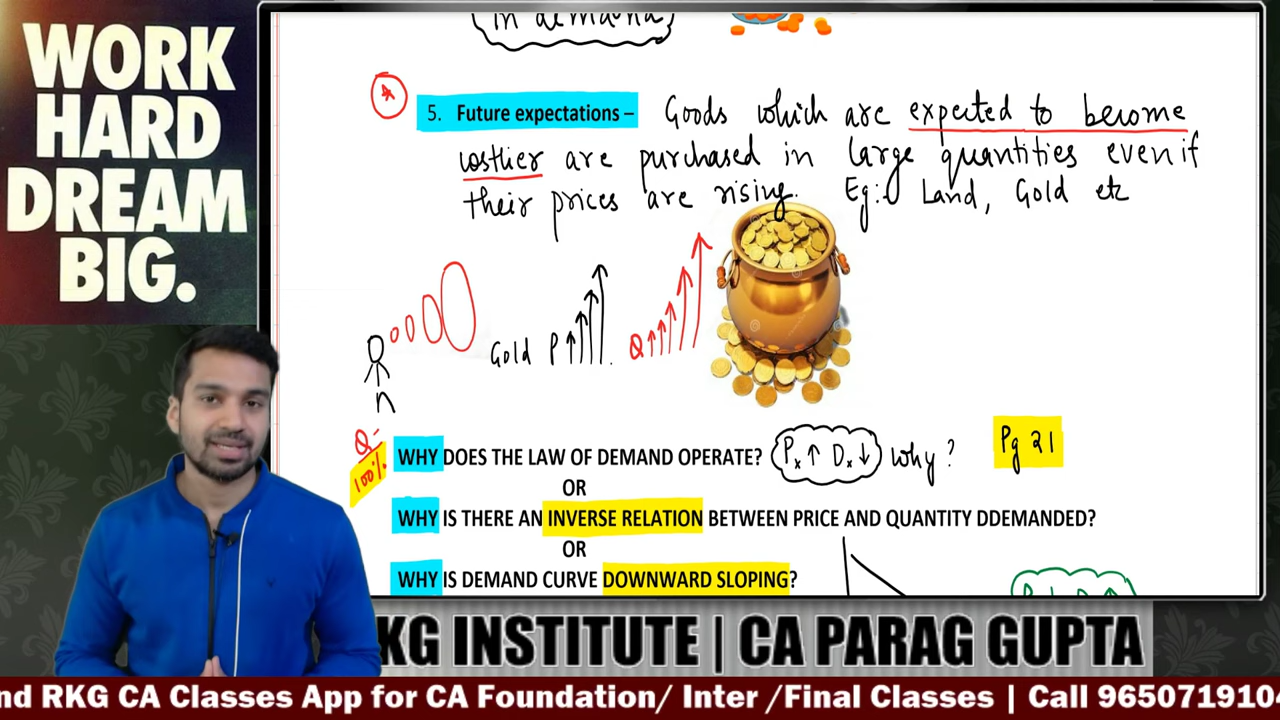 WORK
HARD
DREAM
BIG.
in demand
5. Future expectations – Goods which are expected to become
costlier are purchased in large quantities even if
their prices are rising. Eg:- Land, Gold etc
Gold P Q
Q-
100%
WHY DOES THE LAW OF DEMAND OPERATE? Px ↑ Dx ↓ Why? Pg 21
OR
WHY IS THERE AN INVERSE RELATION BETWEEN PRICE AND QUANTITY DDEMANDED?
OR
WHY IS DEMAND CURVE DOWNWARD SLOPING?
KG INSTITUTE | CA PARAG GUPTA
nd RKG CA Classes App for CA Foundation/ Inter /Final Classes | Call 965071910